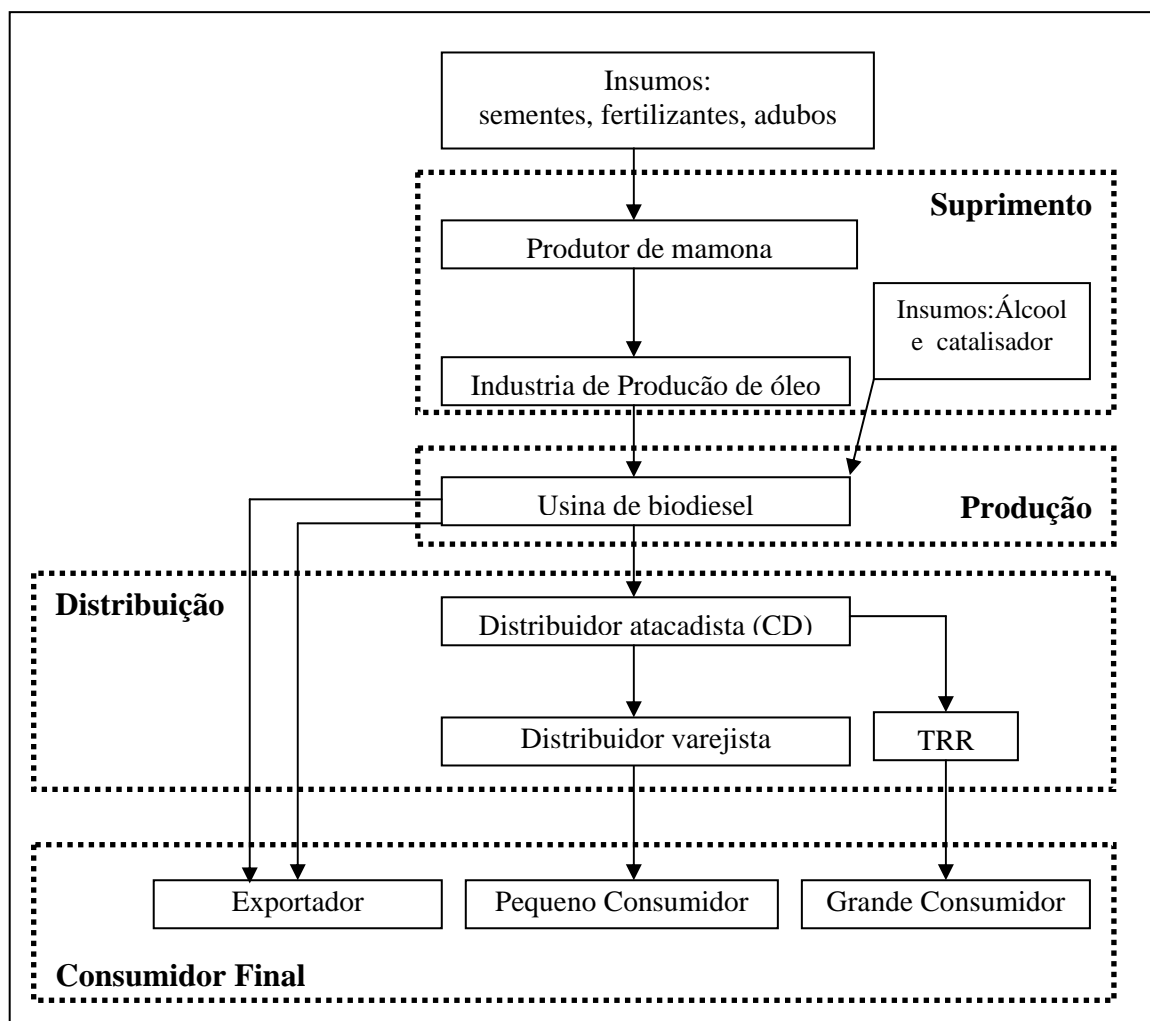 Insumos:
sementes, fertilizantes, adubos
Suprimento
Produtor de mamona
Insumos:Álcool
e catalisador
Industria de Producão de óleo
Usina de biodiesel
Produção
Distribuição
Distribuidor atacadista (CD)
Distribuidor varejista
TRR
Exportador
Pequeno Consumidor
Grande Consumidor
Consumidor Final